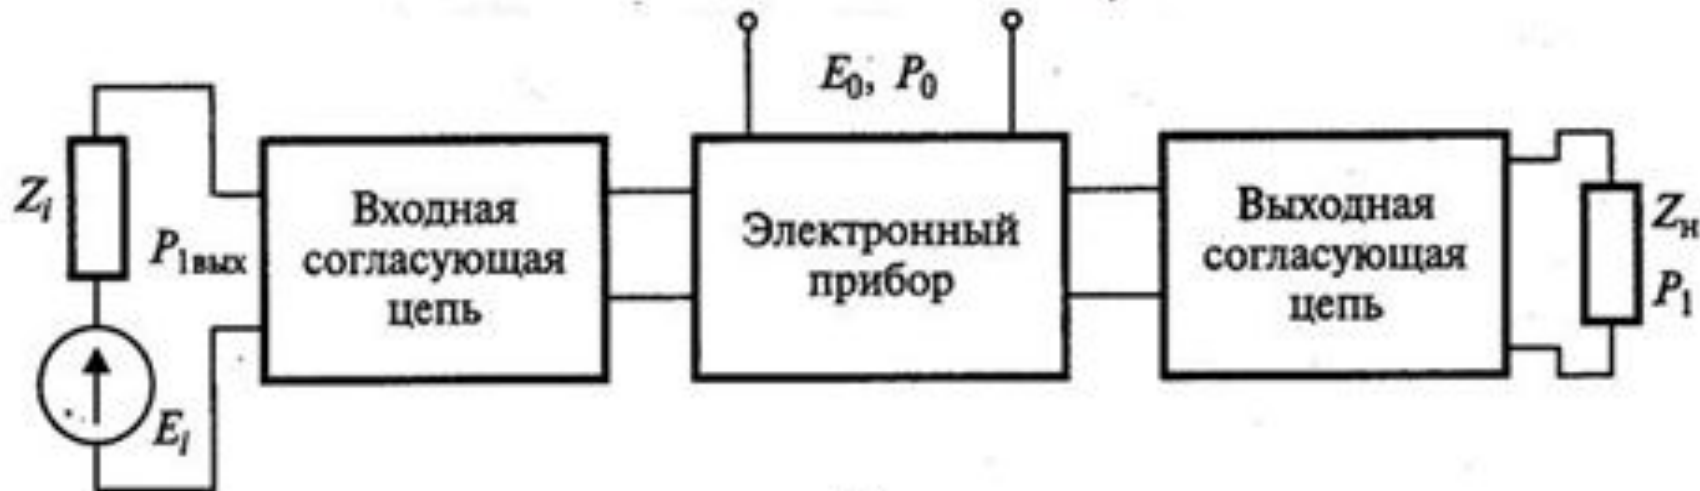 E₀, P₀
Zᵢ
P₁вых
Eᵢ
Входная
согласующая
цепь
Электронный
прибор
Выходная
согласующая
цепь
Zн
P₁